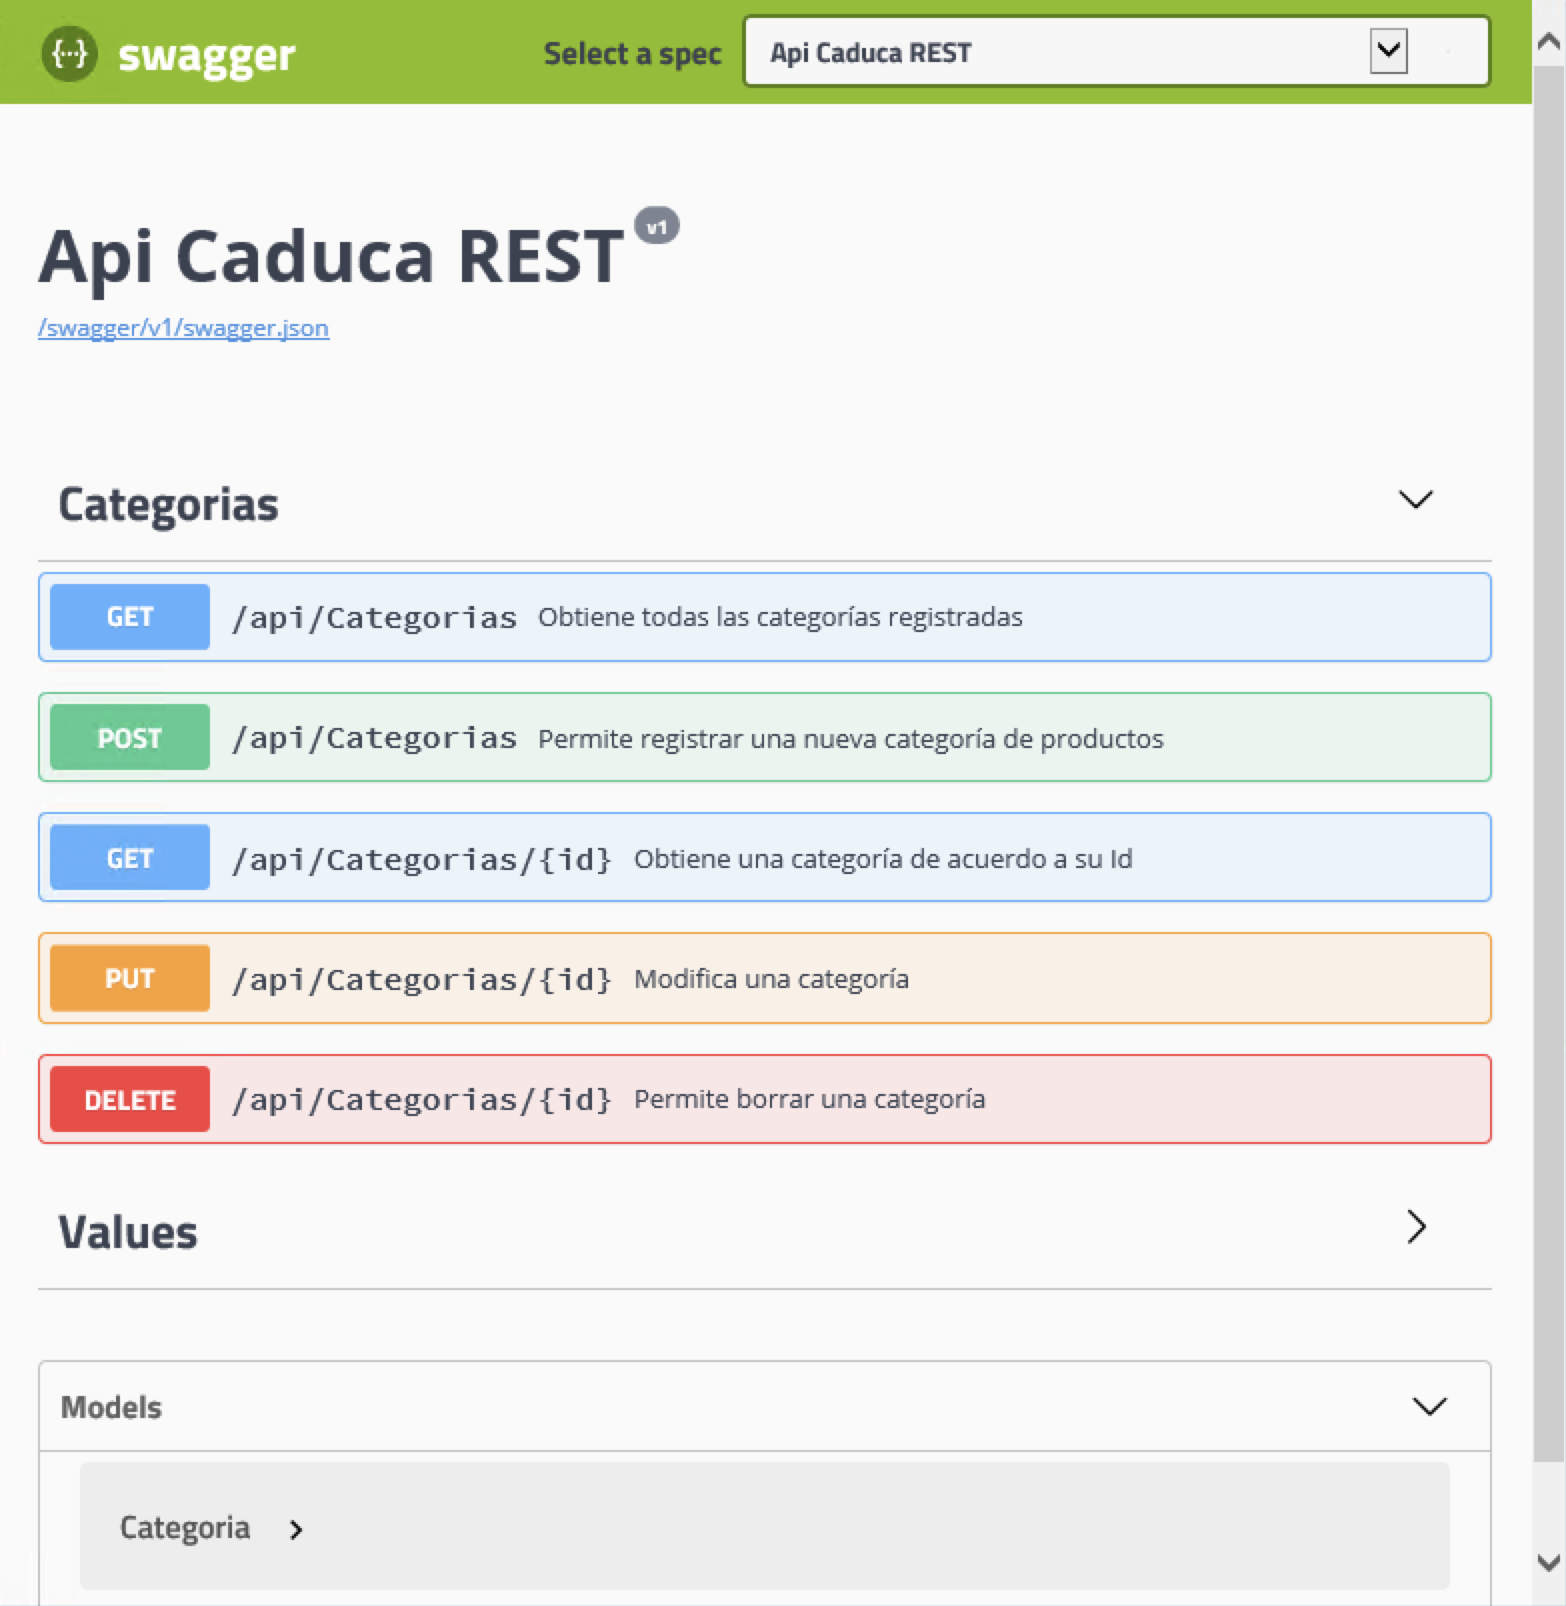 {...} swagger Select a spec Api Caduca REST
Api Caduca REST v1
/swagger/v1/swagger.json
Categorias
GET /api/Categorias Obtiene todas las categorías registradas
POST /api/Categorias Permite registrar una nueva categoría de productos
GET /api/Categorias/{id} Obtiene una categoría de acuerdo a su Id
PUT /api/Categorias/{id} Modifica una categoría
DELETE /api/Categorias/{id} Permite borrar una categoría
Values
Models
Categoria